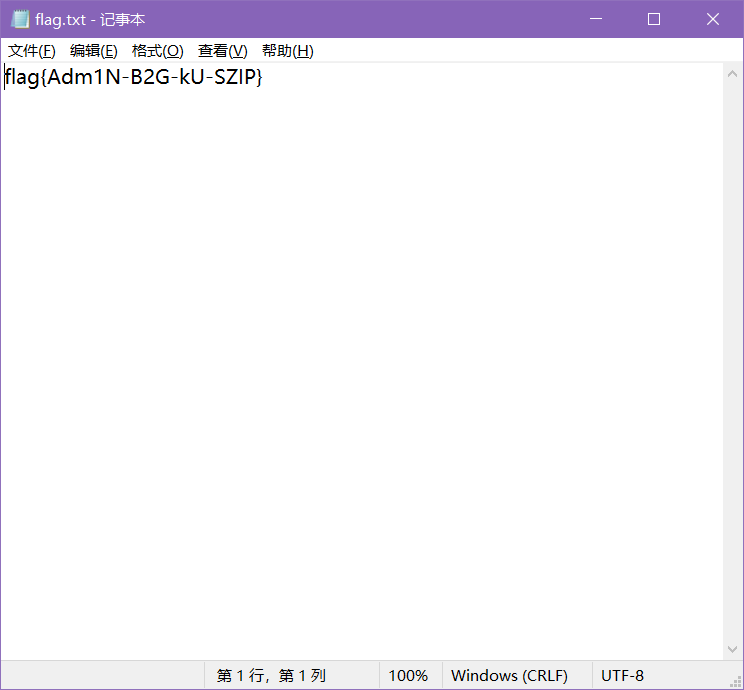 flag.txt - 记事本
文件(F) 编辑(E) 格式(O) 查看(V) 帮助(H)
flag{Adm1N-B2G-kU-SZIP}
第 1 行，第 1 列 100% Windows (CRLF) UTF-8